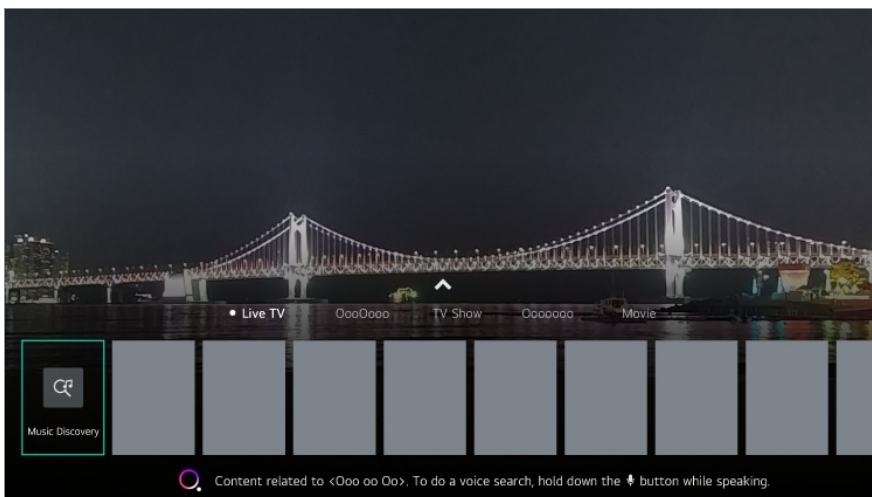 Live TV OooOooo TV Show Ooooooo Movie
Music Discovery
Content related to <Ooo oo Oo>. To do a voice search, hold down the button while speaking.